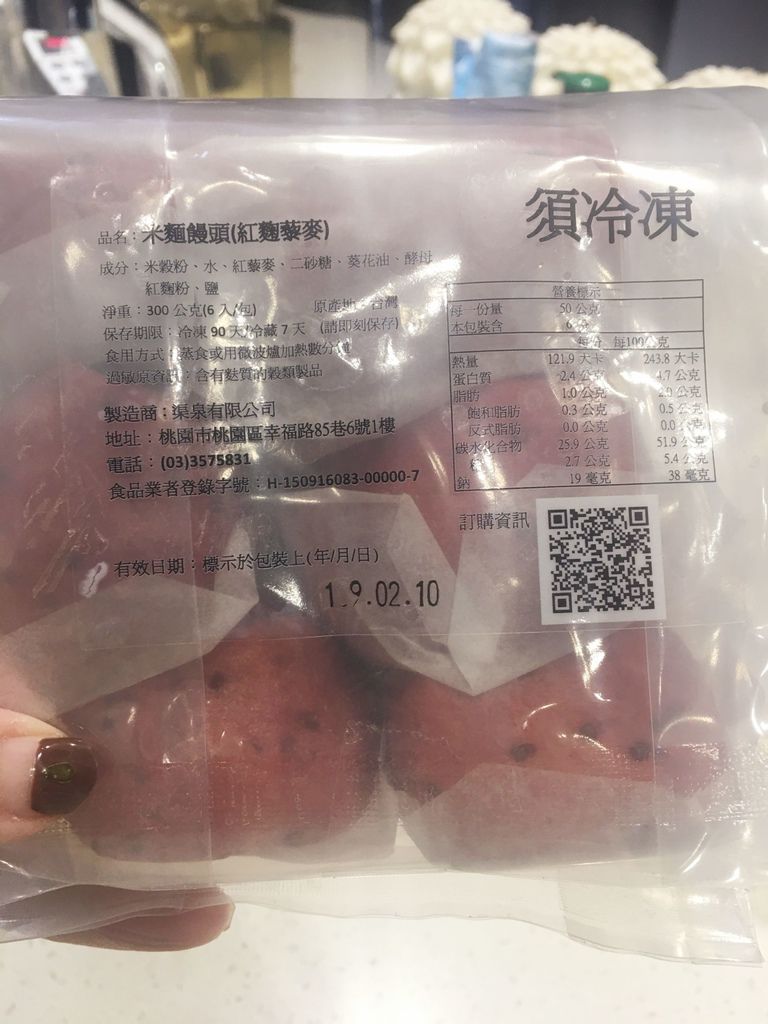 須冷凍
品名：米麵饅頭(紅麴藜麥)
成分：米穀粉、水、紅藜麥、二砂糖、葵花油、酵母
紅麴粉、鹽
淨重：300 公克(6 入/包) 原產地：台灣
保存期限：冷凍 90 天/冷藏 7 天 (請即刻保存)
食用方式：蒸食或用微波爐加熱數分鐘
過敏原資訊：含有麩質的穀類製品
製造商：渠泉有限公司
地址：桃園市桃園區幸福路85巷6號1樓
電話：(03)3575831
食品業者登錄字號：H-150916083-00000-7
有效日期：標示於包裝上(年/月/日)
19.02.10
營養標示
每一份量 50 公克
本包裝含 6
每份 每100公克
熱量 121.9 大卡 243.8 大卡
蛋白質 2.4 公克 4.7 公克
脂肪 1.0 公克 2.0 公克
飽和脂肪 0.3 公克 0.5 公克
反式脂肪 0.0 公克 0.0 公克
碳水化合物 25.9 公克 51.9 公克
糖 2.7 公克 5.4 公克
鈉 19 毫克 38 毫克
訂購資訊